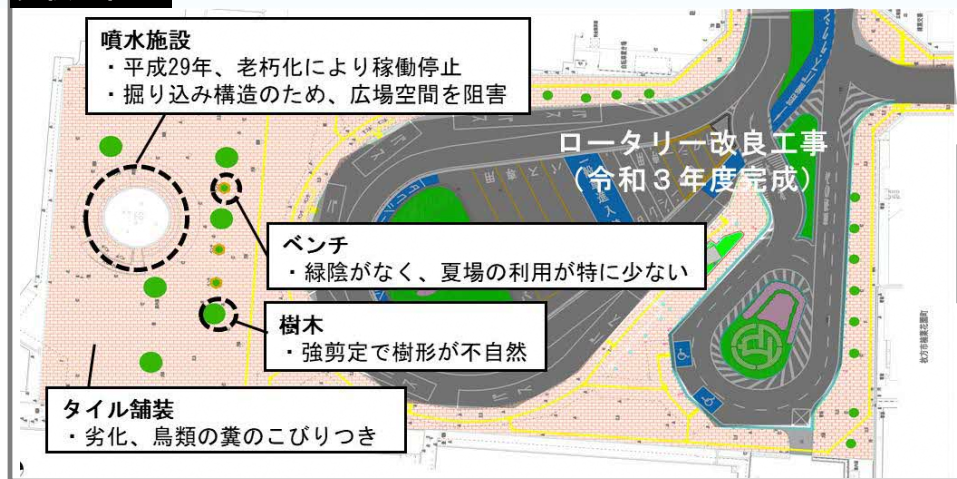 噴水施設
・平成29年、老朽化により稼働停止
・掘り込み構造のため、広場空間を阻害
ロータリー改良工事
（令和３年度完成）
ベンチ
・緑陰がなく、夏場の利用が特に少ない
樹木
・強剪定で樹形が不自然
タイル舗装
・劣化、鳥類の糞のこびりつき